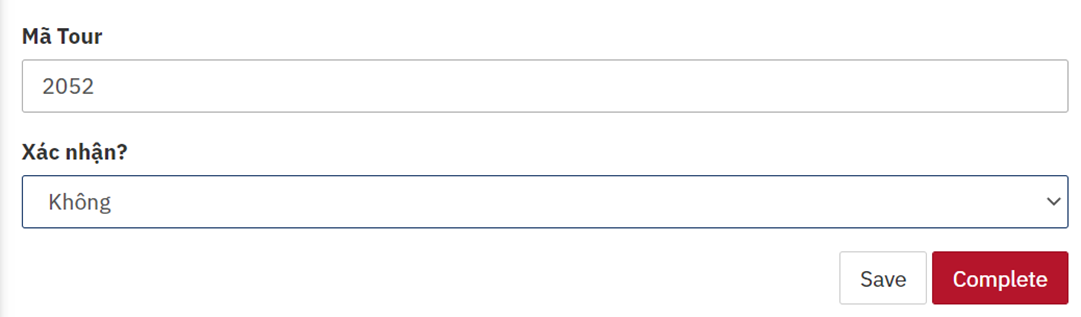 Mã Tour
2052
Xác nhận?
Không
Save Complete